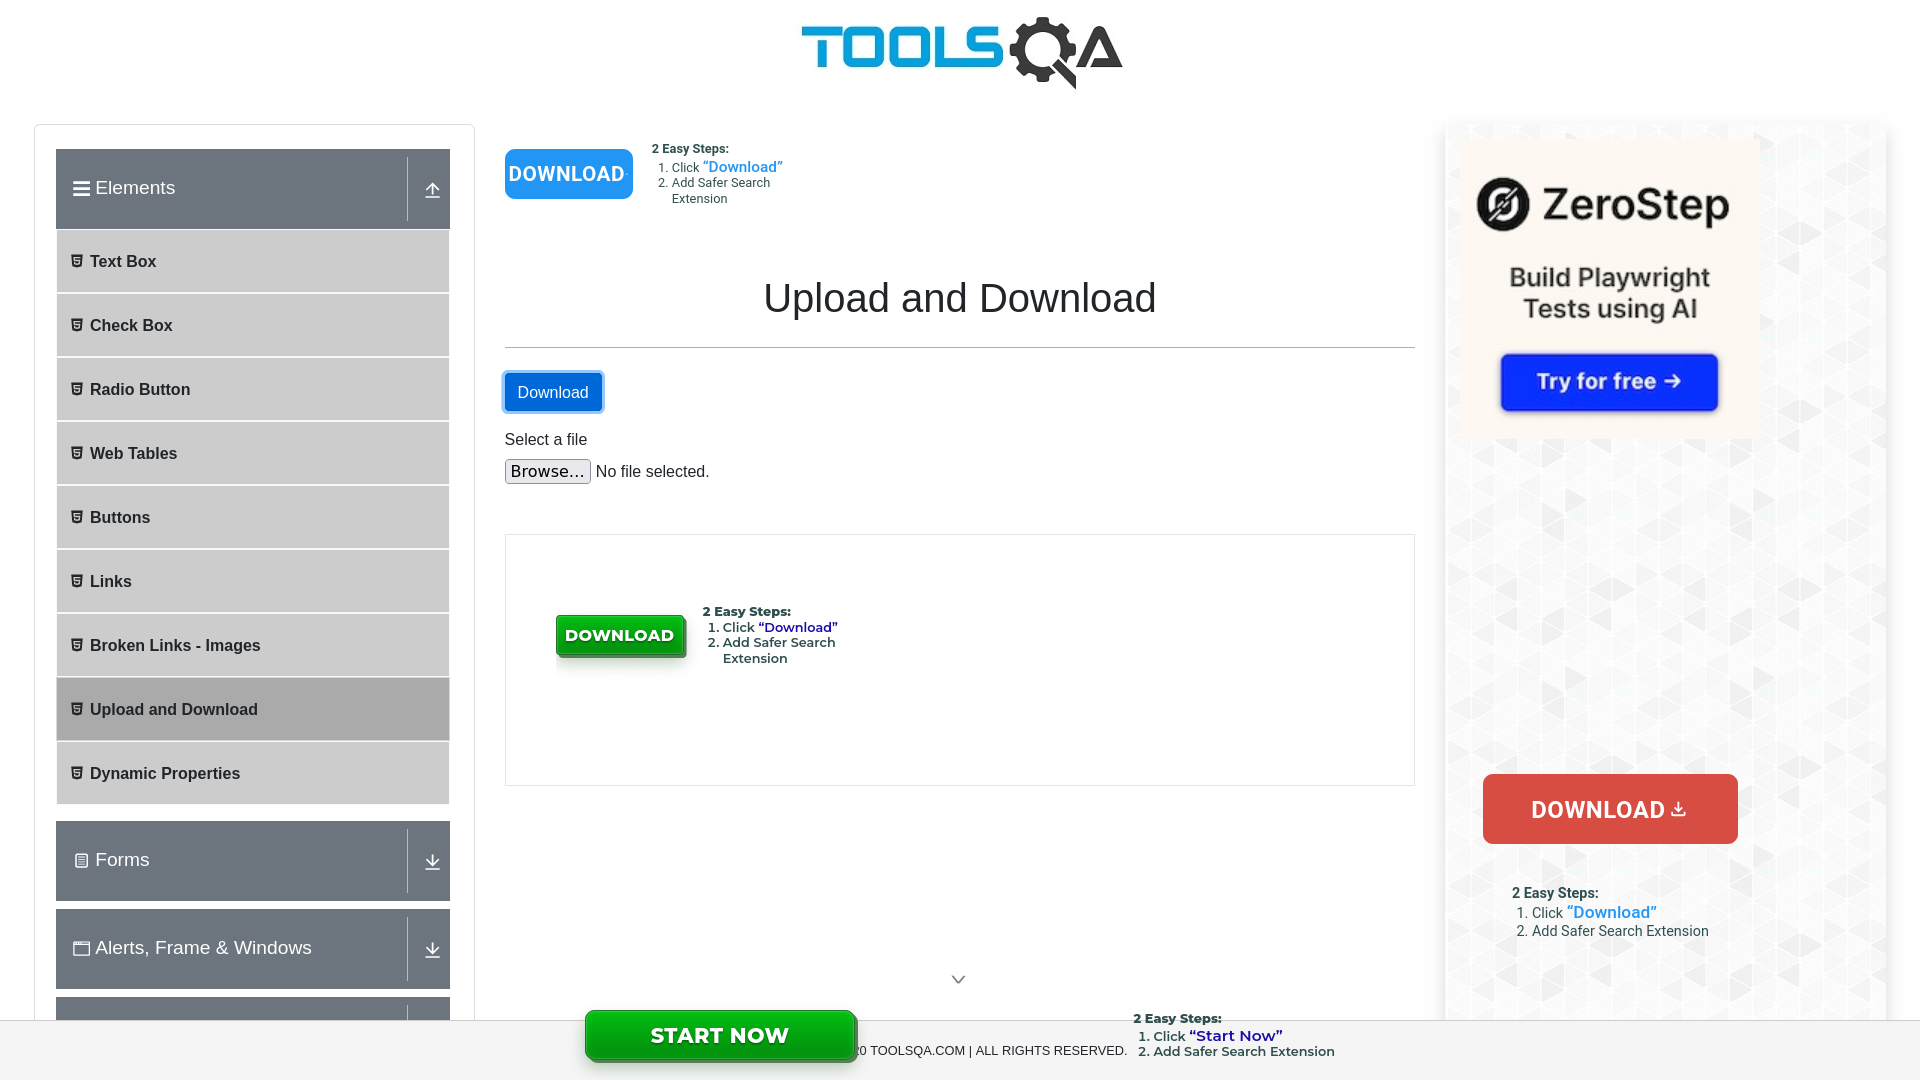 TOOLSQA
Elements
Text Box
Check Box
Radio Button
Web Tables
Buttons
Links
Broken Links - Images
Upload and Download
Dynamic Properties
Forms
Alerts, Frame & Windows
DOWNLOAD
2 Easy Steps:
1. Click “Download”
2. Add Safer Search
Extension
Upload and Download
Download
Select a file
Browse... No file selected.
DOWNLOAD
2 Easy Steps:
1. Click “Download”
2. Add Safer Search
Extension
ZeroStep
Build Playwright
Tests using AI
Try for free →
DOWNLOAD
2 Easy Steps:
1. Click “Download”
2. Add Safer Search Extension
START NOW
TOOLSQA.COM | ALL RIGHTS RESERVED.
2 Easy Steps:
1. Click “Start Now”
2. Add Safer Search Extension